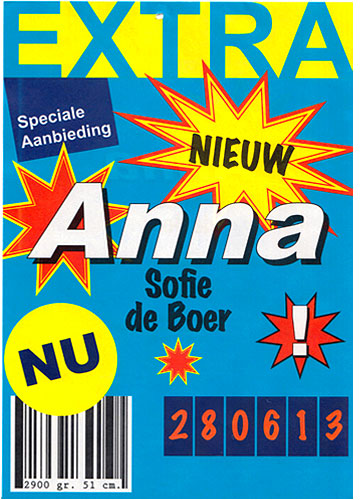 EXTRA
Speciale
Aanbieding
NIEUW
Anna
Sofie
de Boer
!
NU
280613
2900 gr. 51 cm.